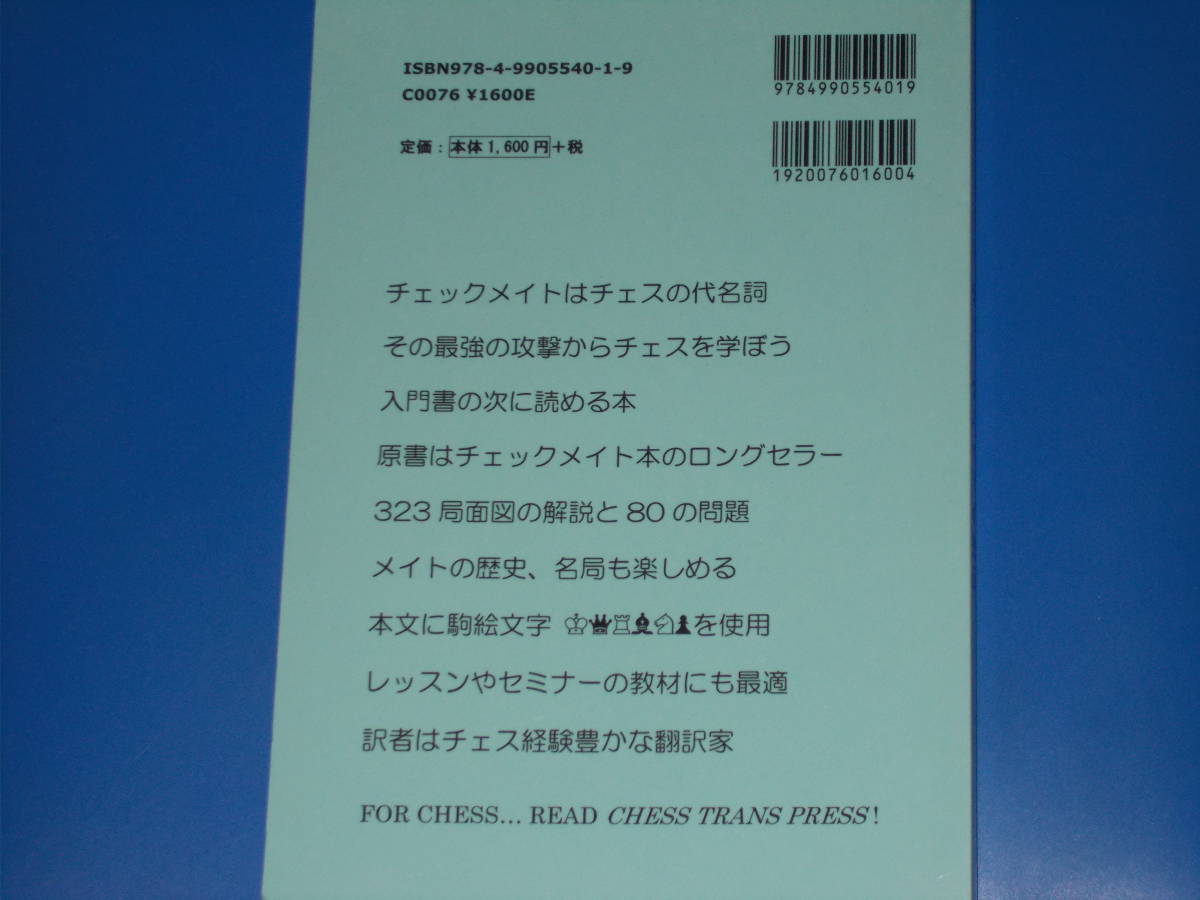 ISBN978-4-9905540-1-9
C0076 ¥1600E
定価：本体1,600円+税
9784990554019
1920076016004
チェックメイトはチェスの代名詞
その最強の攻撃からチェスを学ぼう
入門書の次に読める本
原書はチェックメイト本のロングセラー
323 局面図の解説と 80 の問題
メイトの歴史、名局も楽しめる
本文に駒絵文字 ♔♛♖♝♘♟を使用
レッスンやセミナーの教材にも最適
訳者はチェス経験豊かな翻訳家
FOR CHESS... READ CHESS TRANS PRESS!